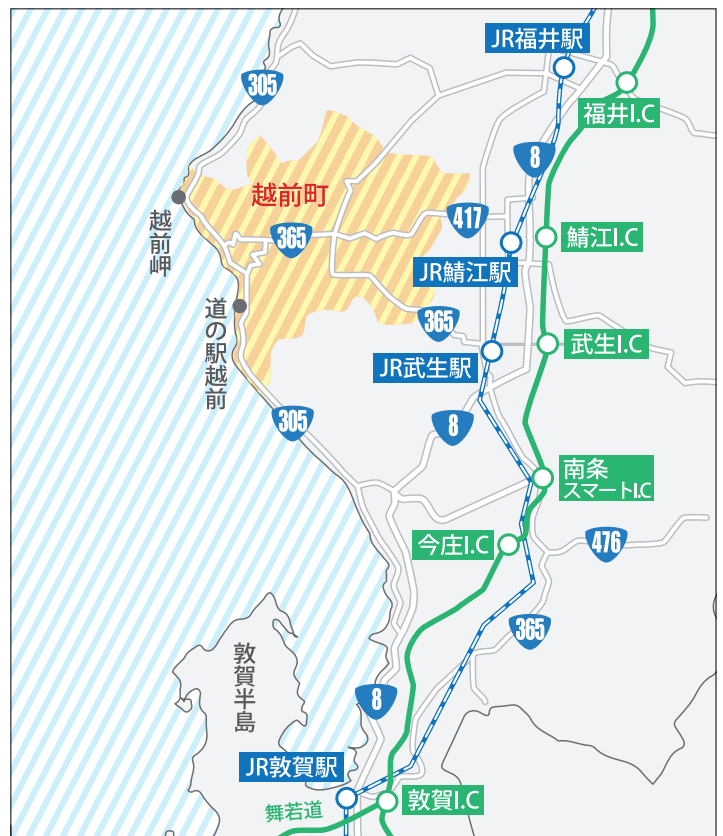 JR福井駅
305
福井I.C
8
越前町
越前岬
417
365
鯖江I.C
JR鯖江駅
道の駅越前
365
武生I.C
JR武生駅
305
8
南条
スマートI.C
今庄I.C
476
365
敦賀半島
8
JR敦賀駅
敦賀I.C
舞若道